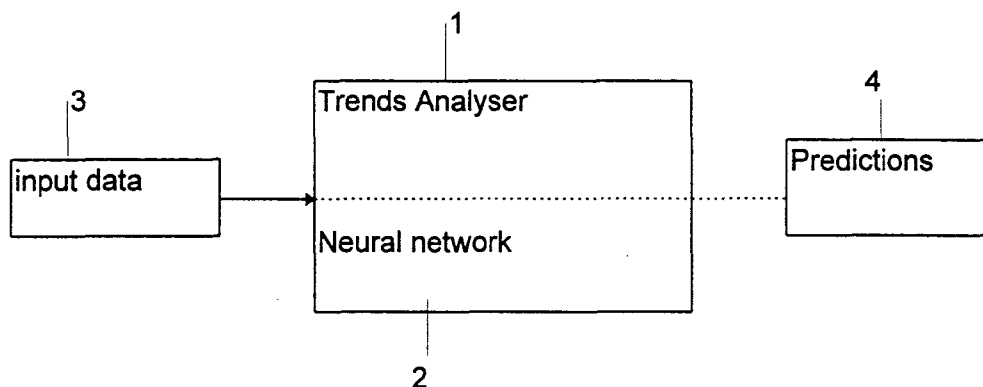 1
3
4
Trends Analyser
Predictions
input data
Neural network
2